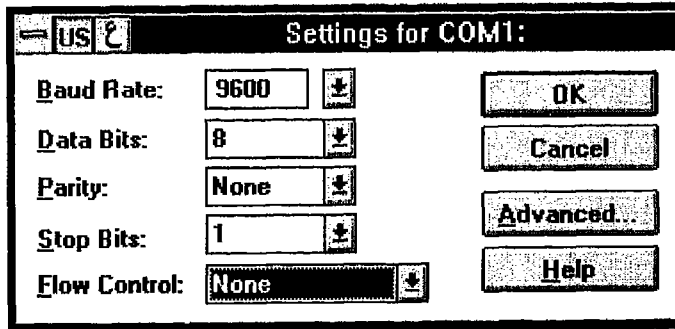 US ع Settings for COM1:
Baud Rate: 9600 OK
Data Bits: 8 Cancel
Parity: None
Advanced...
Stop Bits: 1
Flow Control: None Help